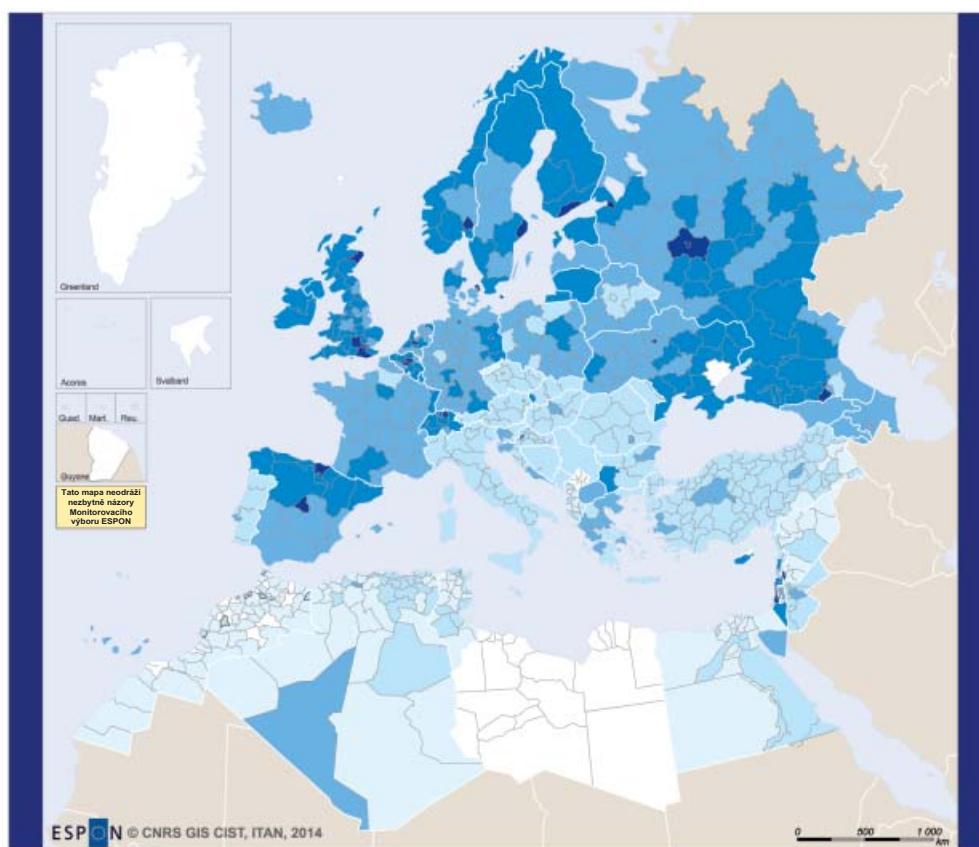 Greenland
Acores
Svalbard
Guad. Mart. Reu.
Guyene
Tato mapa neodráží
nezbytně názory
Monitorovacího
výboru ESPON
ESPON © CNRS GIS CIST, ITAN, 2014
0 500 1 000
km